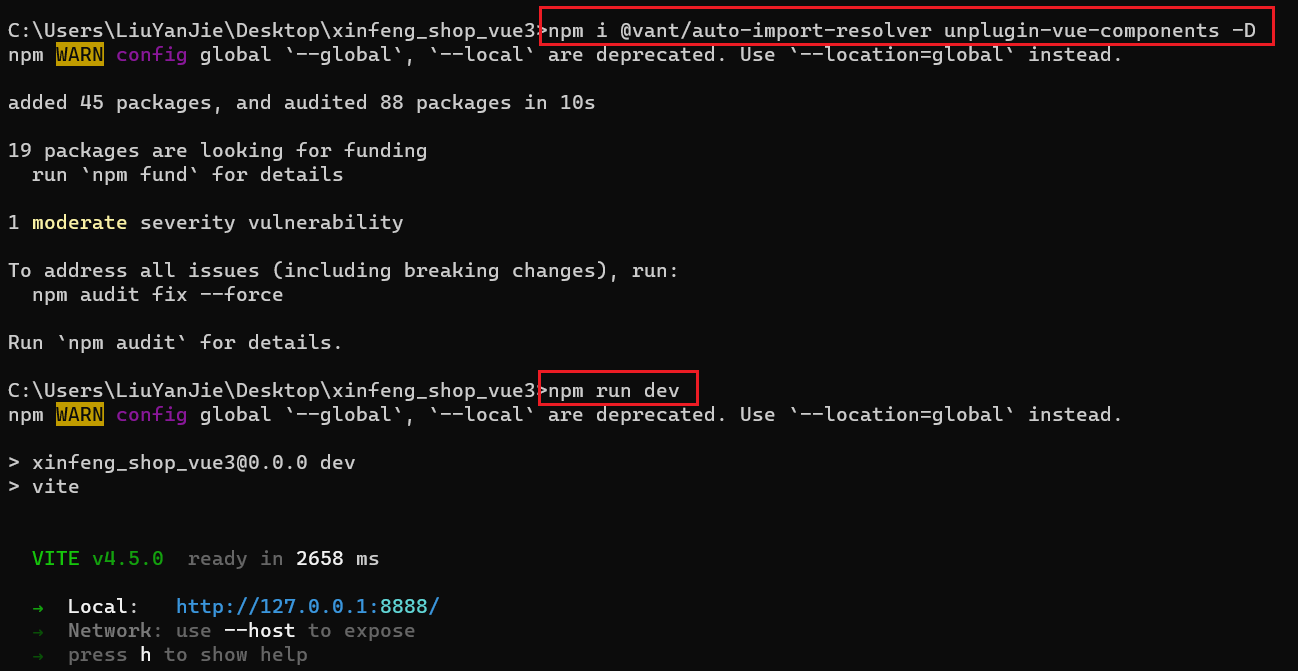 C:\Users\LiuYanJie\Desktop\xinfeng_shop_vue3>npm i @vant/auto-import-resolver unplugin-vue-components -D
npm WARN config global `--global`, `--local` are deprecated. Use `--location=global` instead.
added 45 packages, and audited 88 packages in 10s
19 packages are looking for funding
run `npm fund` for details
1 moderate severity vulnerability
To address all issues (including breaking changes), run:
npm audit fix --force
Run `npm audit` for details.
C:\Users\LiuYanJie\Desktop\xinfeng_shop_vue3>npm run dev
npm WARN config global `--global`, `--local` are deprecated. Use `--location=global` instead.
> xinfeng_shop_vue3@0.0.0 dev
> vite
VITE v4.5.0 ready in 2658 ms
→ Local: http://127.0.0.1:8888/
→ Network: use --host to expose
→ press h to show help